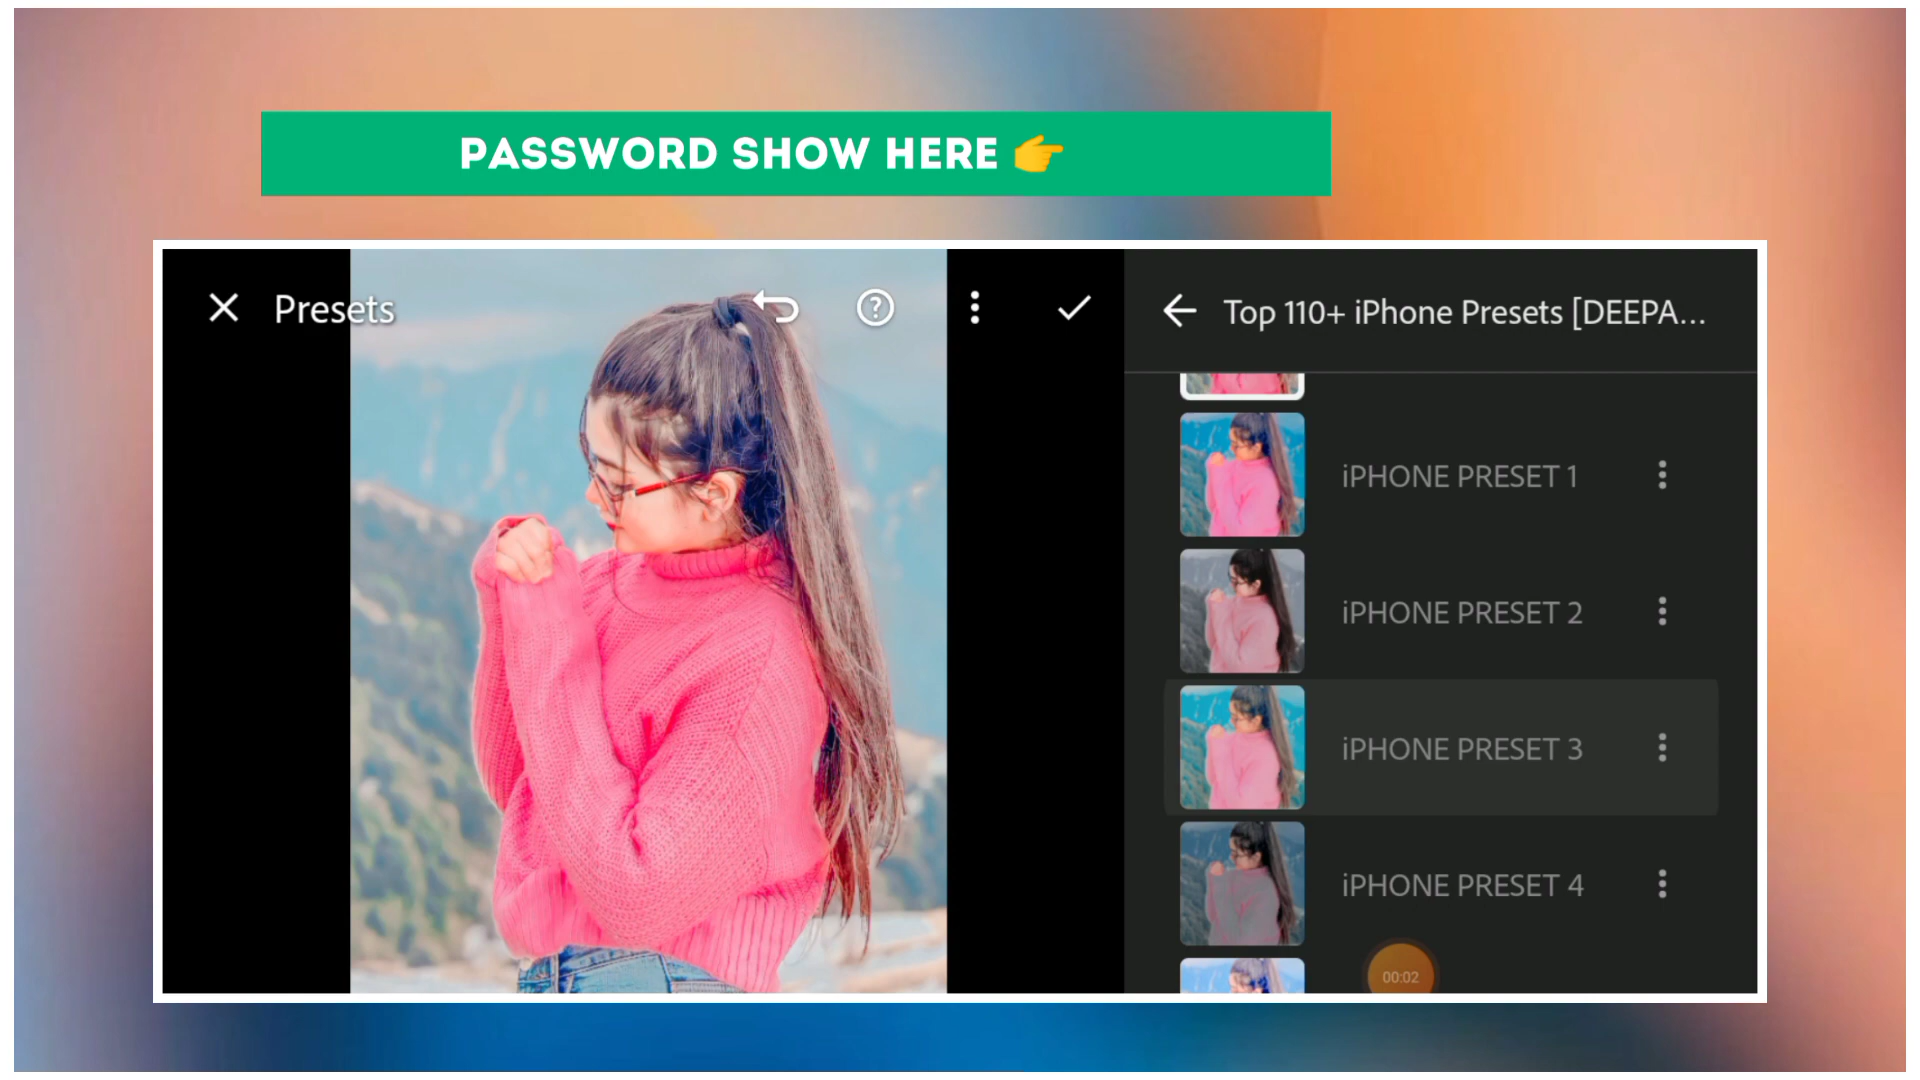 PASSWORD SHOW HERE 👉
Presets
Top 110+ iPhone Presets [DEEPA...
iPHONE PRESET 1
iPHONE PRESET 2
iPHONE PRESET 3
iPHONE PRESET 4
00:02